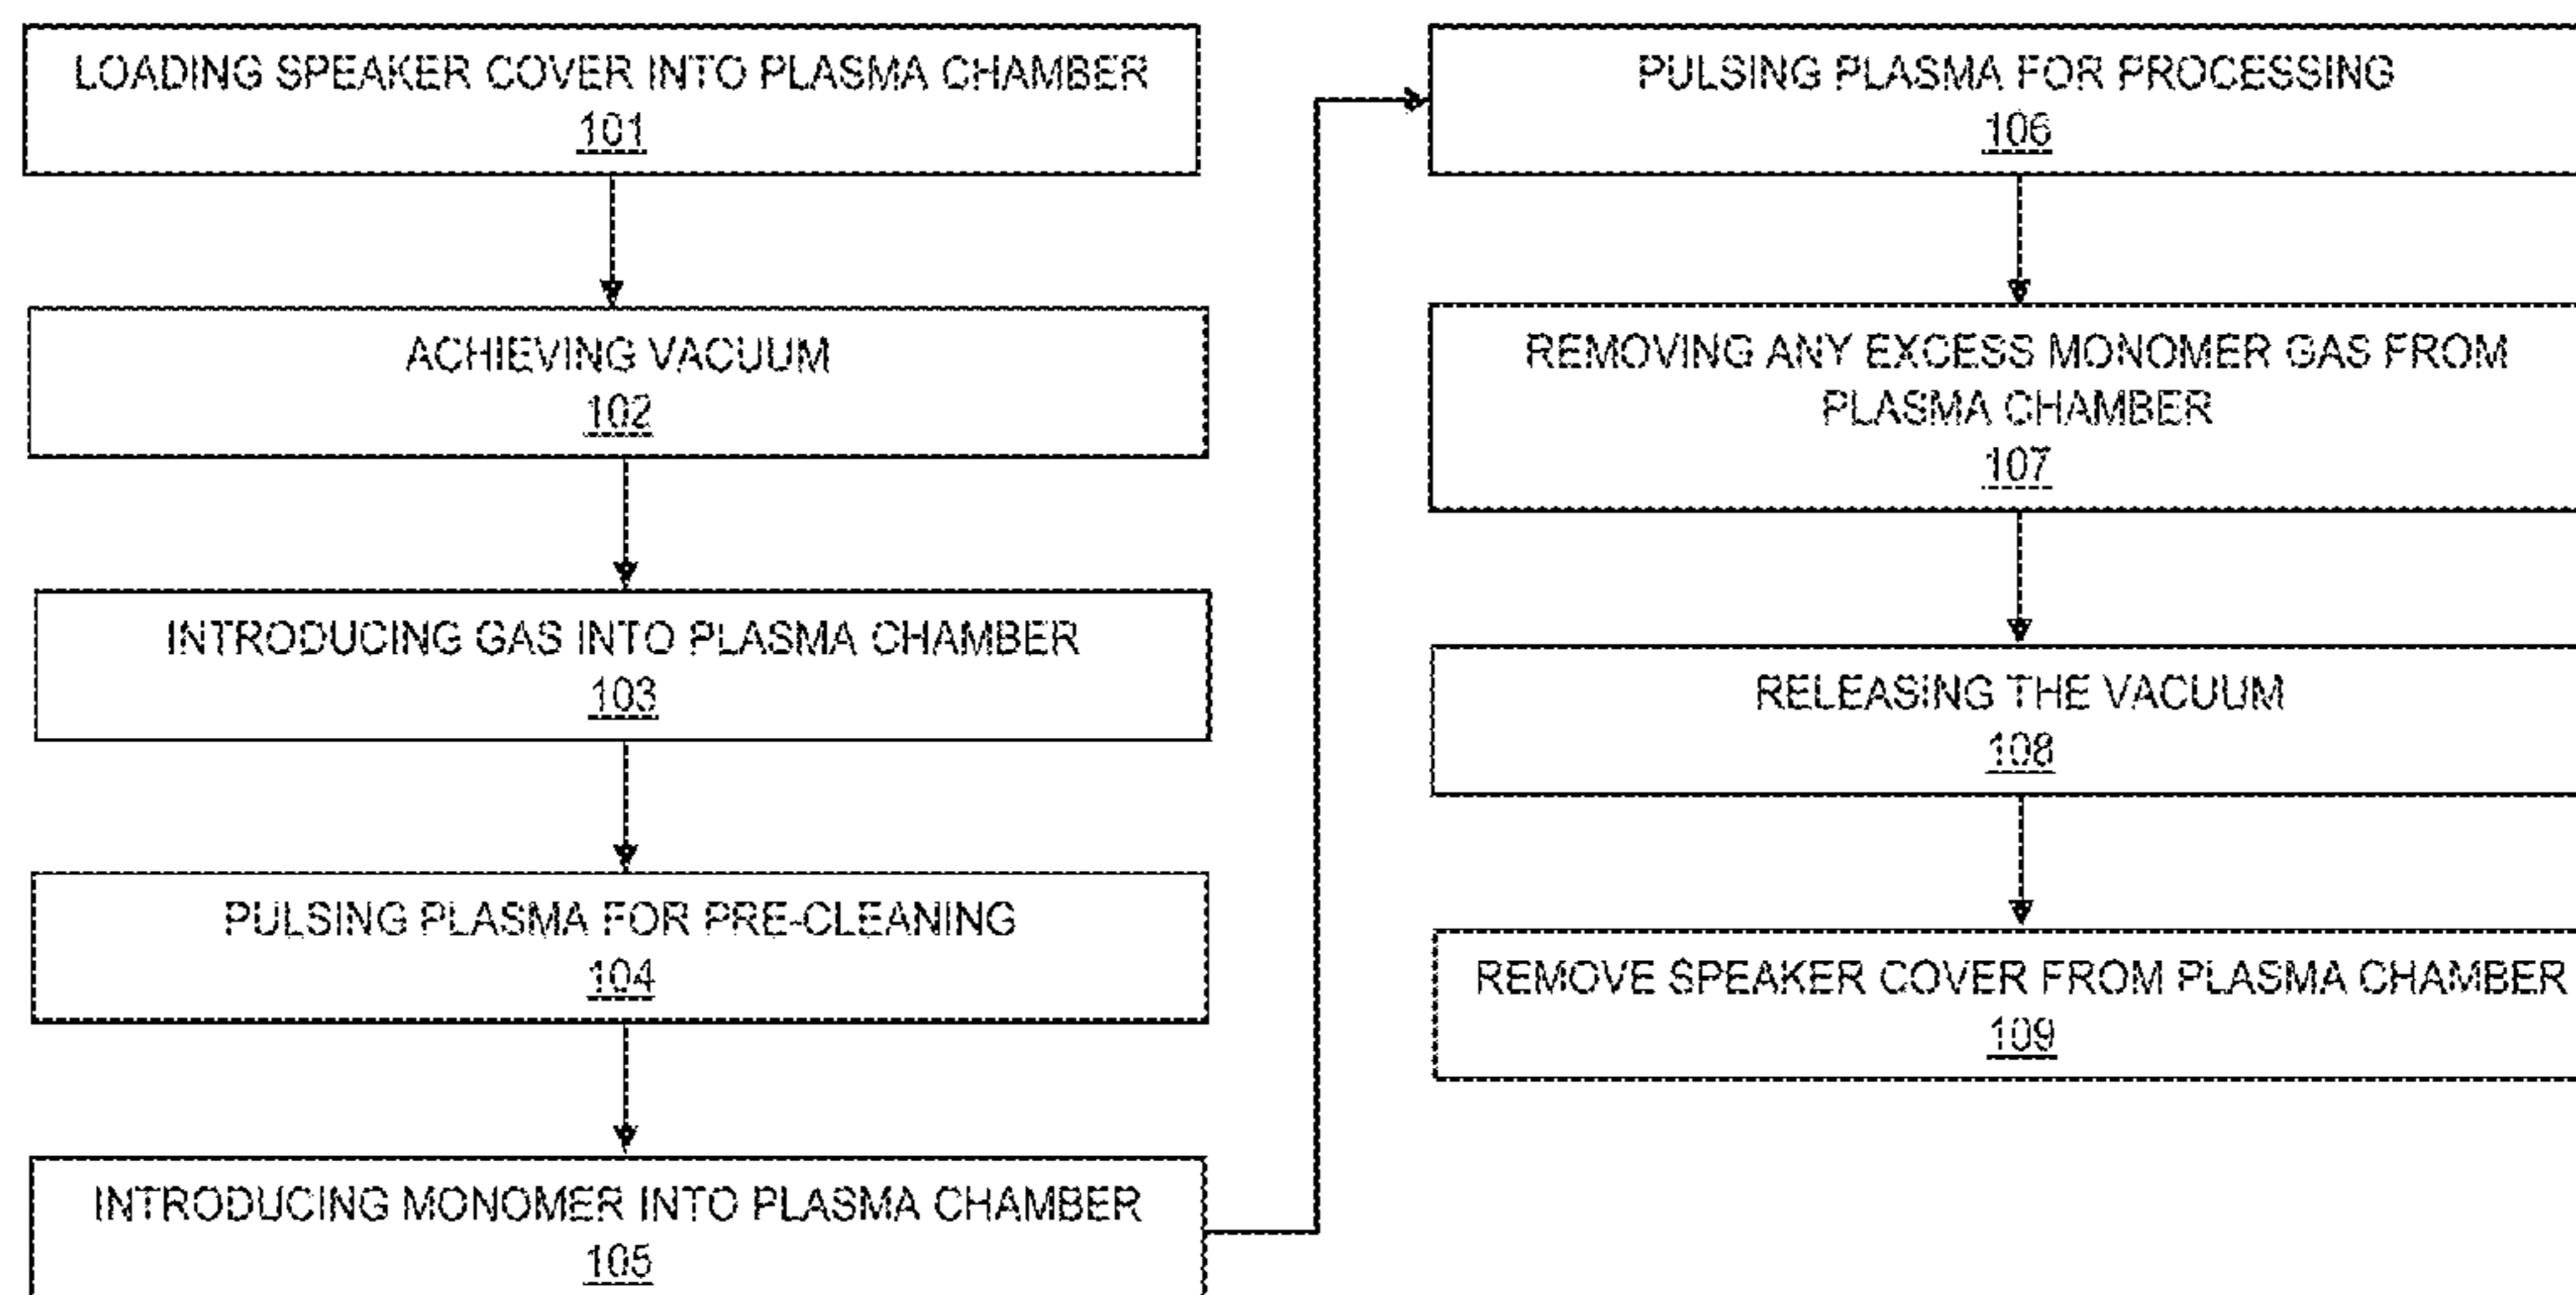 LOADING SPEAKER COVER INTO PLASMA CHAMBER
101
ACHIEVING VACUUM
102
INTRODUCING GAS INTO PLASMA CHAMBER
103
PULSING PLASMA FOR PRE-CLEANING
104
INTRODUCING MONOMER INTO PLASMA CHAMBER
105
PULSING PLASMA FOR PROCESSING
106
REMOVING ANY EXCESS MONOMER GAS FROM
PLASMA CHAMBER
107
RELEASING THE VACUUM
108
REMOVE SPEAKER COVER FROM PLASMA CHAMBER
109